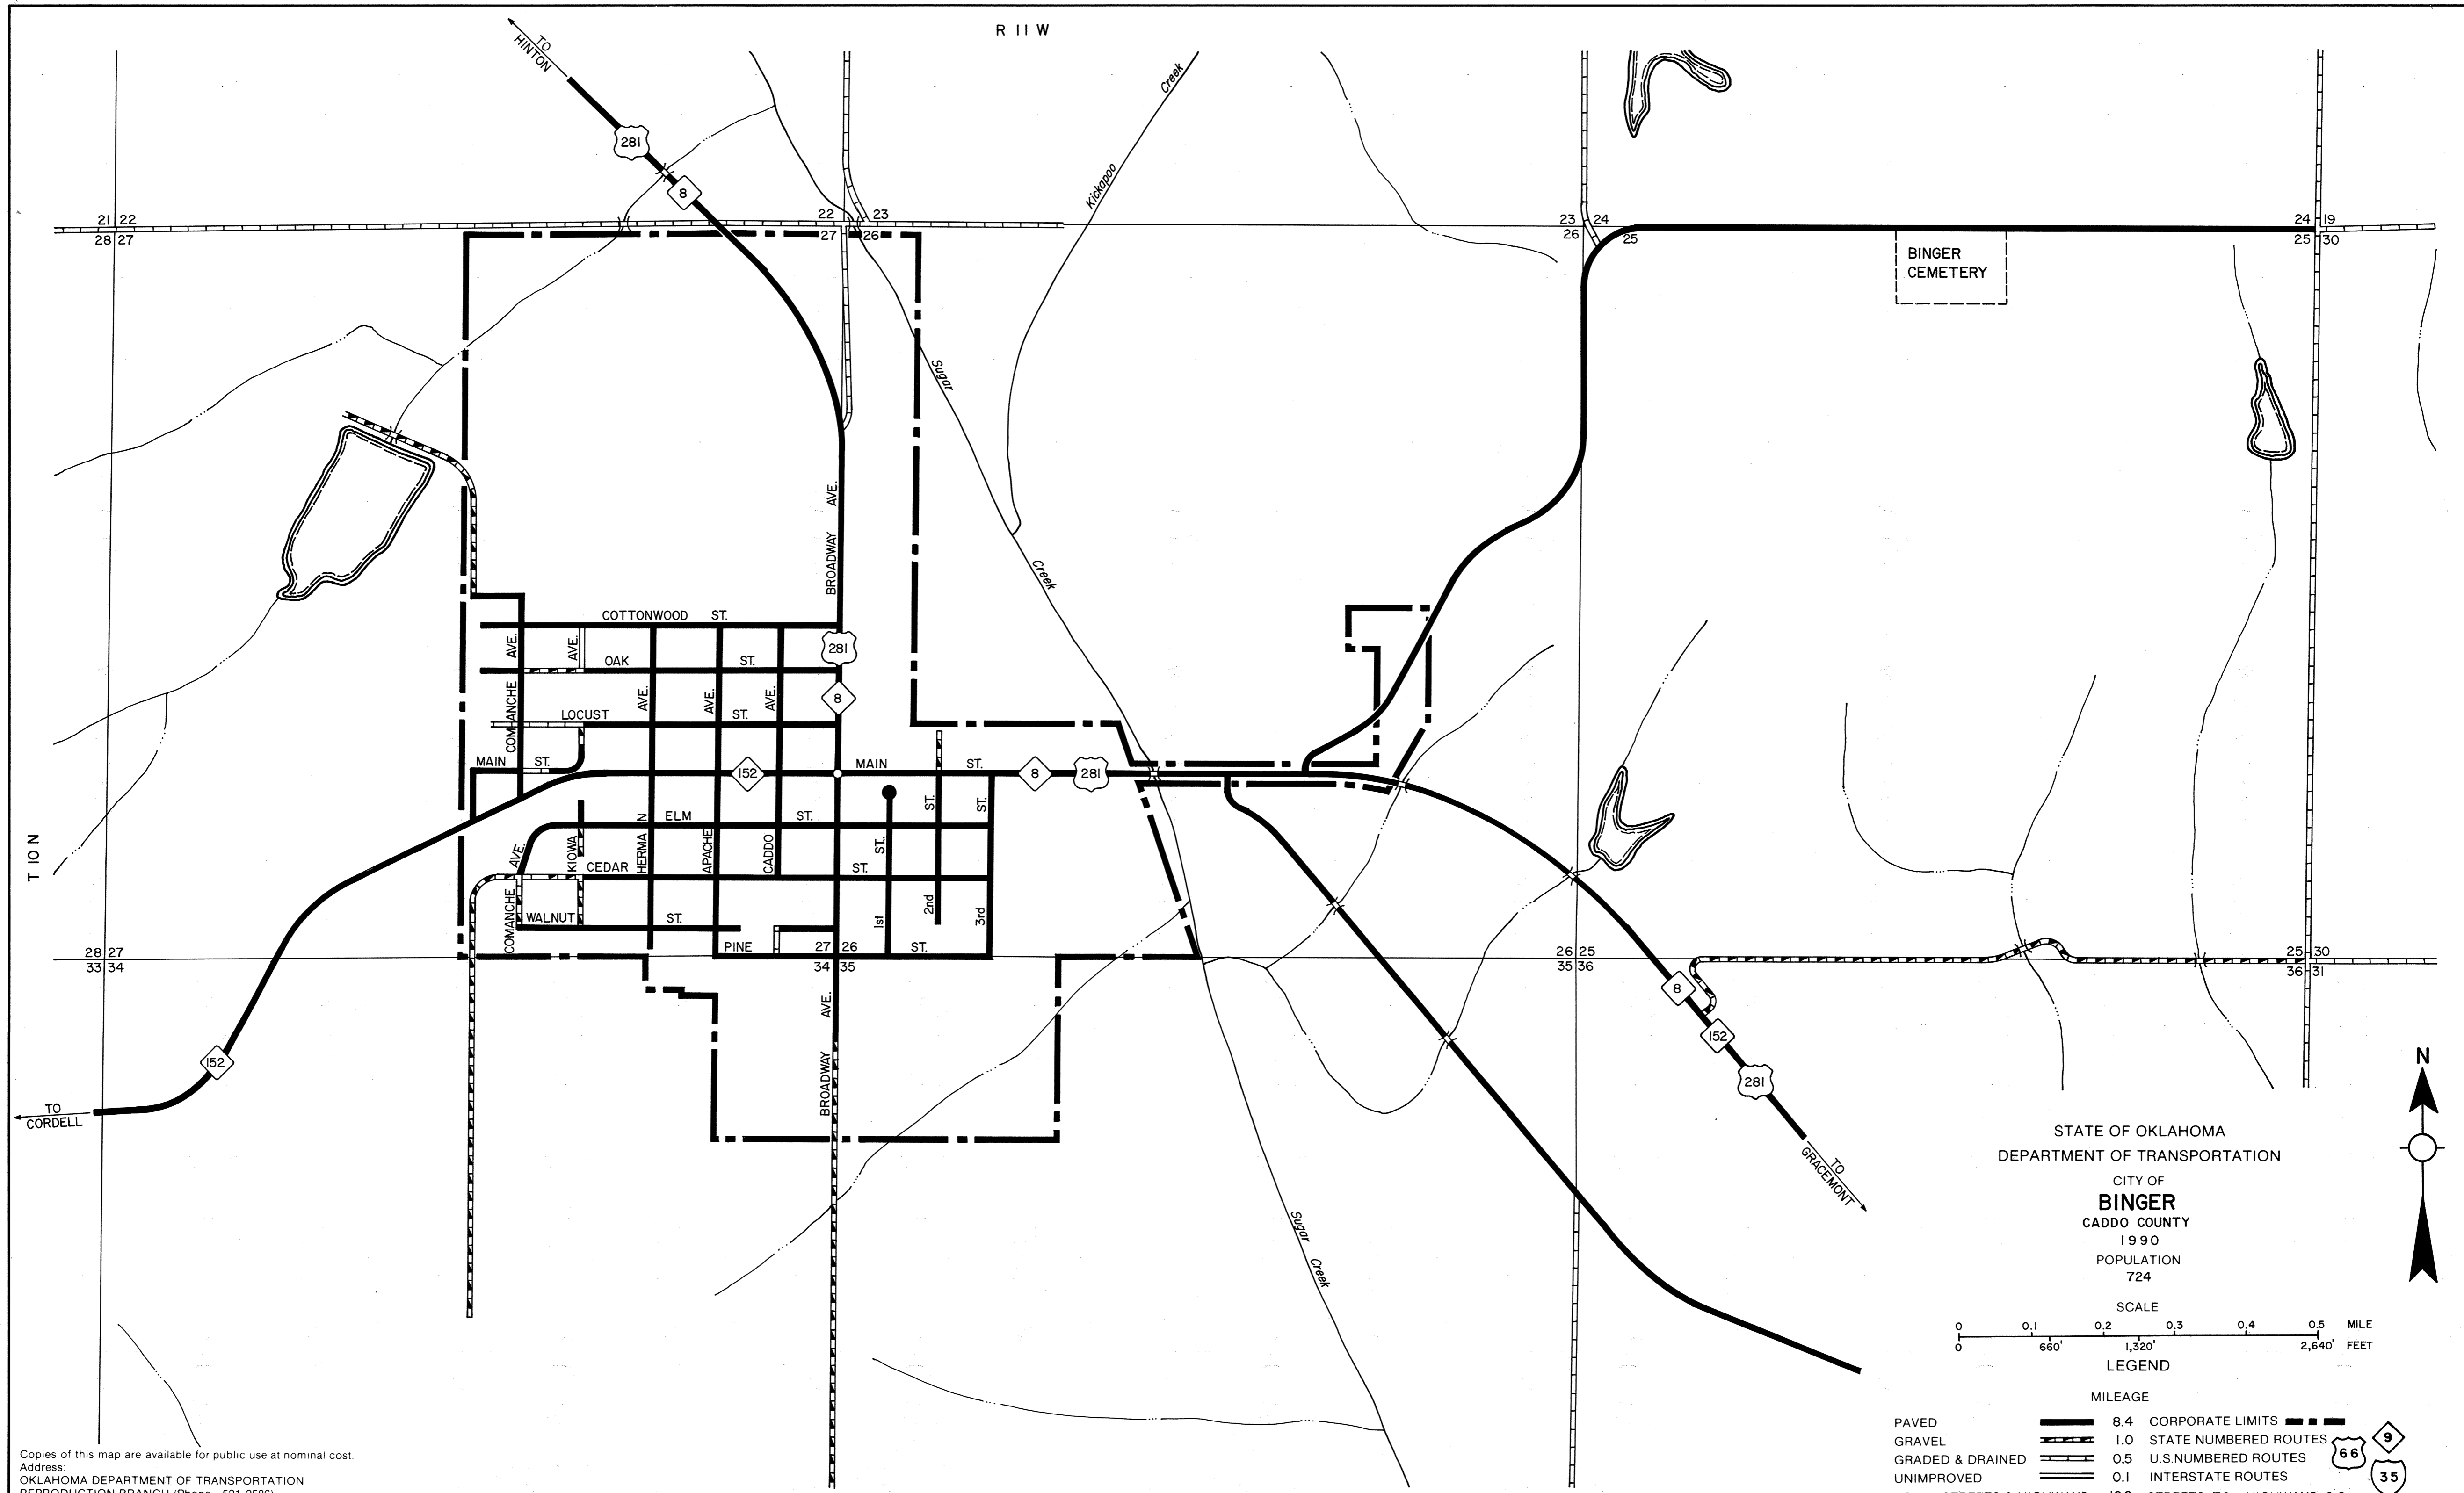 R 11 W
TO
HINTON
281
8
Kickapoo
Creek
21 22
28 27
22 23
27 26
23 24
26 25
24 19
25 30
BINGER
CEMETERY
Sugar
Creek
BROADWAY AVE.
COTTONWOOD ST.
281
AVE.
AVE.
OAK ST.
8
COMANCHE
AVE.
AVE.
AVE.
LOCUST ST.
MAIN ST.
152
MAIN ST.
8
281
T 10 N
ELM ST.
ST.
ST.
AVE.
KIOWA
HERMAN
APACHE
CADDO
ST.
CEDAR ST.
COMANCHE
WALNUT ST.
1st
2nd
3rd
PINE ST.
28 27
33 34
27 26
34 35
26 25
35 36
25 30
36 31
BROADWAY AVE.
152
TO
CORDELL
8
152
281
TO
GRACEMONT
Sugar
Creek
N
STATE OF OKLAHOMA
DEPARTMENT OF TRANSPORTATION
CITY OF
BINGER
CADDO COUNTY
1990
POPULATION
724
SCALE
0 0.1 0.2 0.3 0.4 0.5 MILE
0 660' 1,320' 2,640' FEET
LEGEND
MILEAGE
PAVED 8.4 CORPORATE LIMITS
GRAVEL 1.0 STATE NUMBERED ROUTES 9
GRADED & DRAINED 0.5 U.S.NUMBERED ROUTES 66
UNIMPROVED 0.1 INTERSTATE ROUTES 35
Copies of this map are available for public use at nominal cost.
Address:
OKLAHOMA DEPARTMENT OF TRANSPORTATION